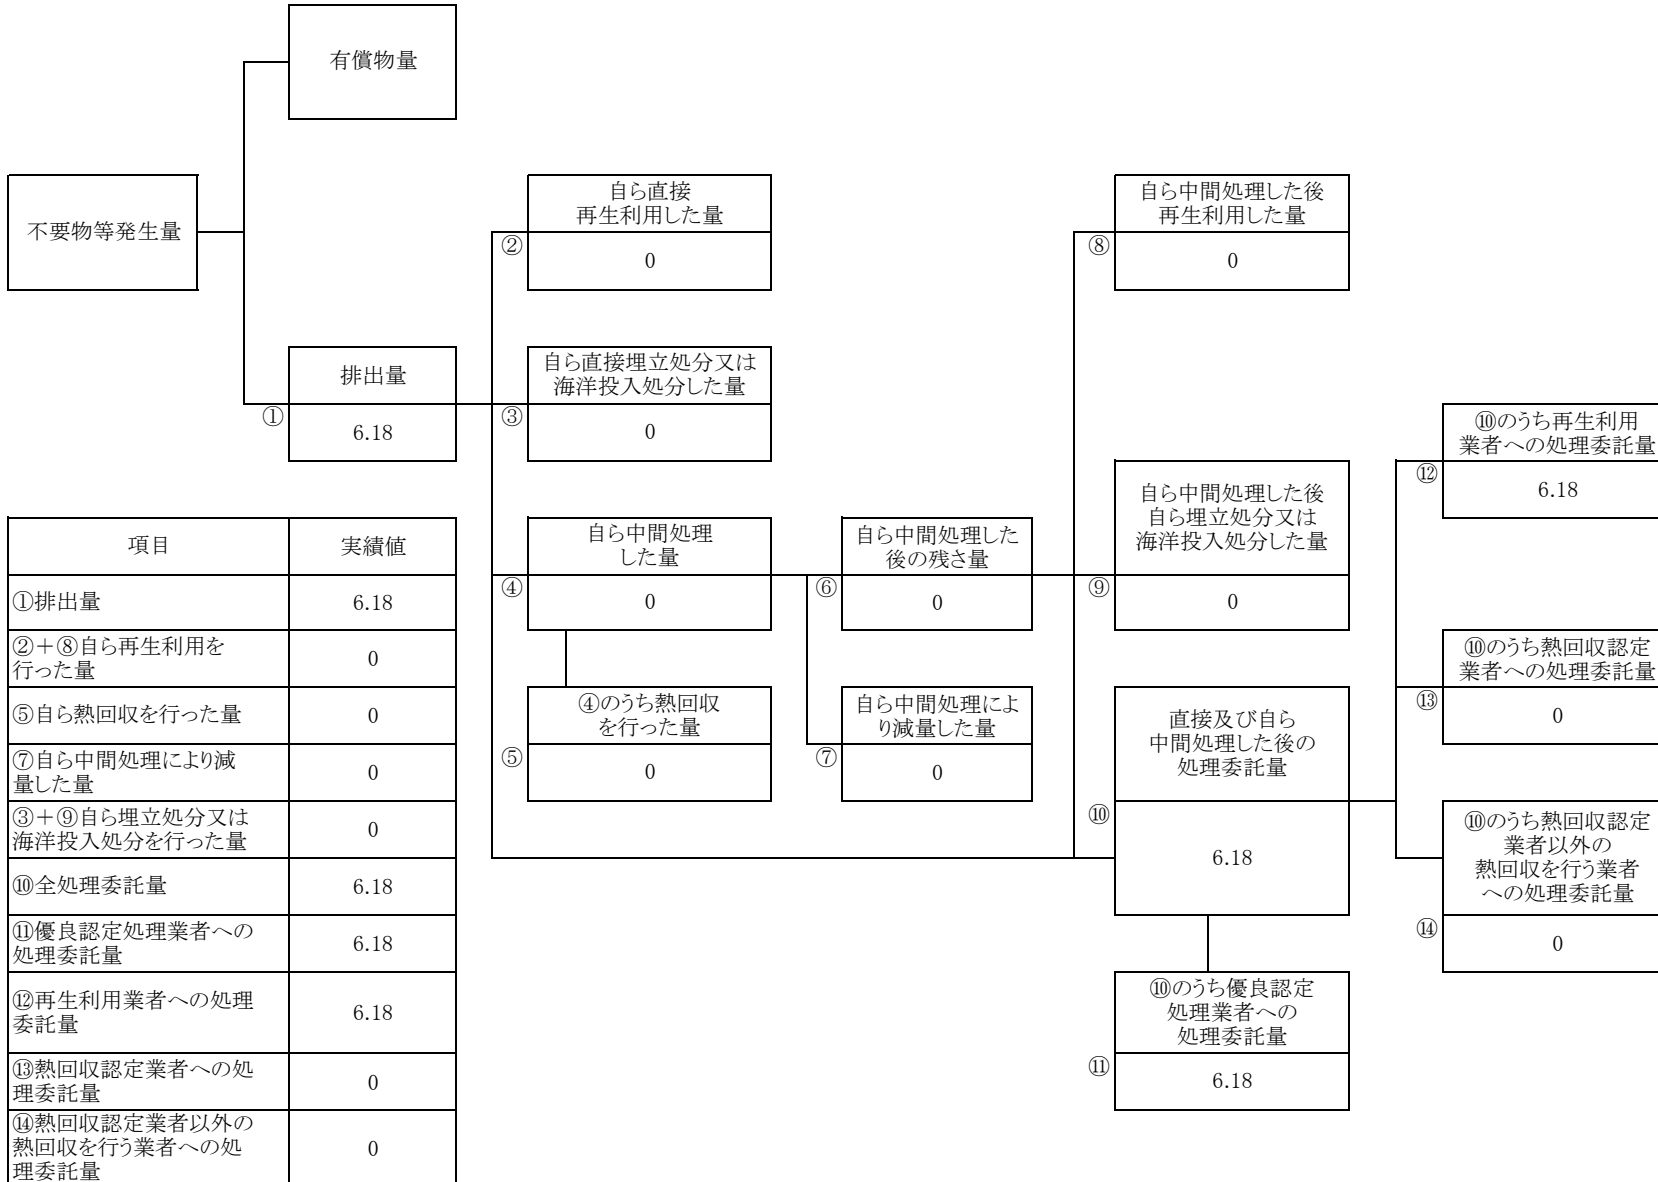 有償物量
不要物等発生量
自ら直接
再生利用した量
②
0
自ら中間処理した後
再生利用した量
⑧
0
排出量
①
6.18
自ら直接埋立処分又は
海洋投入処分した量
③
0
⑩のうち再生利用
業者への処理委託量
⑫
6.18
自ら中間処理
した量
④
0
自ら中間処理した
後の残さ量
⑥
0
自ら中間処理した後
自ら埋立処分又は
海洋投入処分した量
⑨
0
⑩のうち熱回収認定
業者への処理委託量
⑬
0
④のうち熱回収
を行った量
⑤
0
自ら中間処理によ
り減量した量
⑦
0
直接及び自ら
中間処理した後の
処理委託量
⑩
6.18
⑩のうち熱回収認定
業者以外の
熱回収を行う業者
への処理委託量
⑭
0
⑩のうち優良認定
処理業者への
処理委託量
⑪
6.18
項目 実績値
①排出量 6.18
②+⑧自ら再生利用を
行った量 0
⑤自ら熱回収を行った量 0
⑦自ら中間処理により減
量した量 0
③+⑨自ら埋立処分又は
海洋投入処分を行った量 0
⑩全処理委託量 6.18
⑪優良認定処理業者への
処理委託量 6.18
⑫再生利用業者への処理
委託量 6.18
⑬熱回収認定業者への処
理委託量 0
⑭熱回収認定業者以外の
熱回収を行う業者への処
理委託量 0